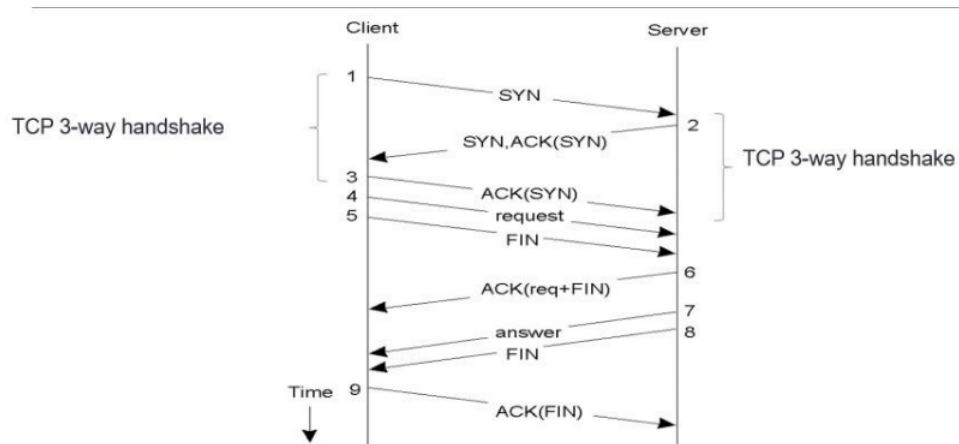 Client
Server
1
SYN
TCP 3-way handshake
2
SYN,ACK(SYN)
TCP 3-way handshake
3
ACK(SYN)
4
request
5
FIN
6
ACK(req+FIN)
7
answer
8
FIN
9
Time
ACK(FIN)